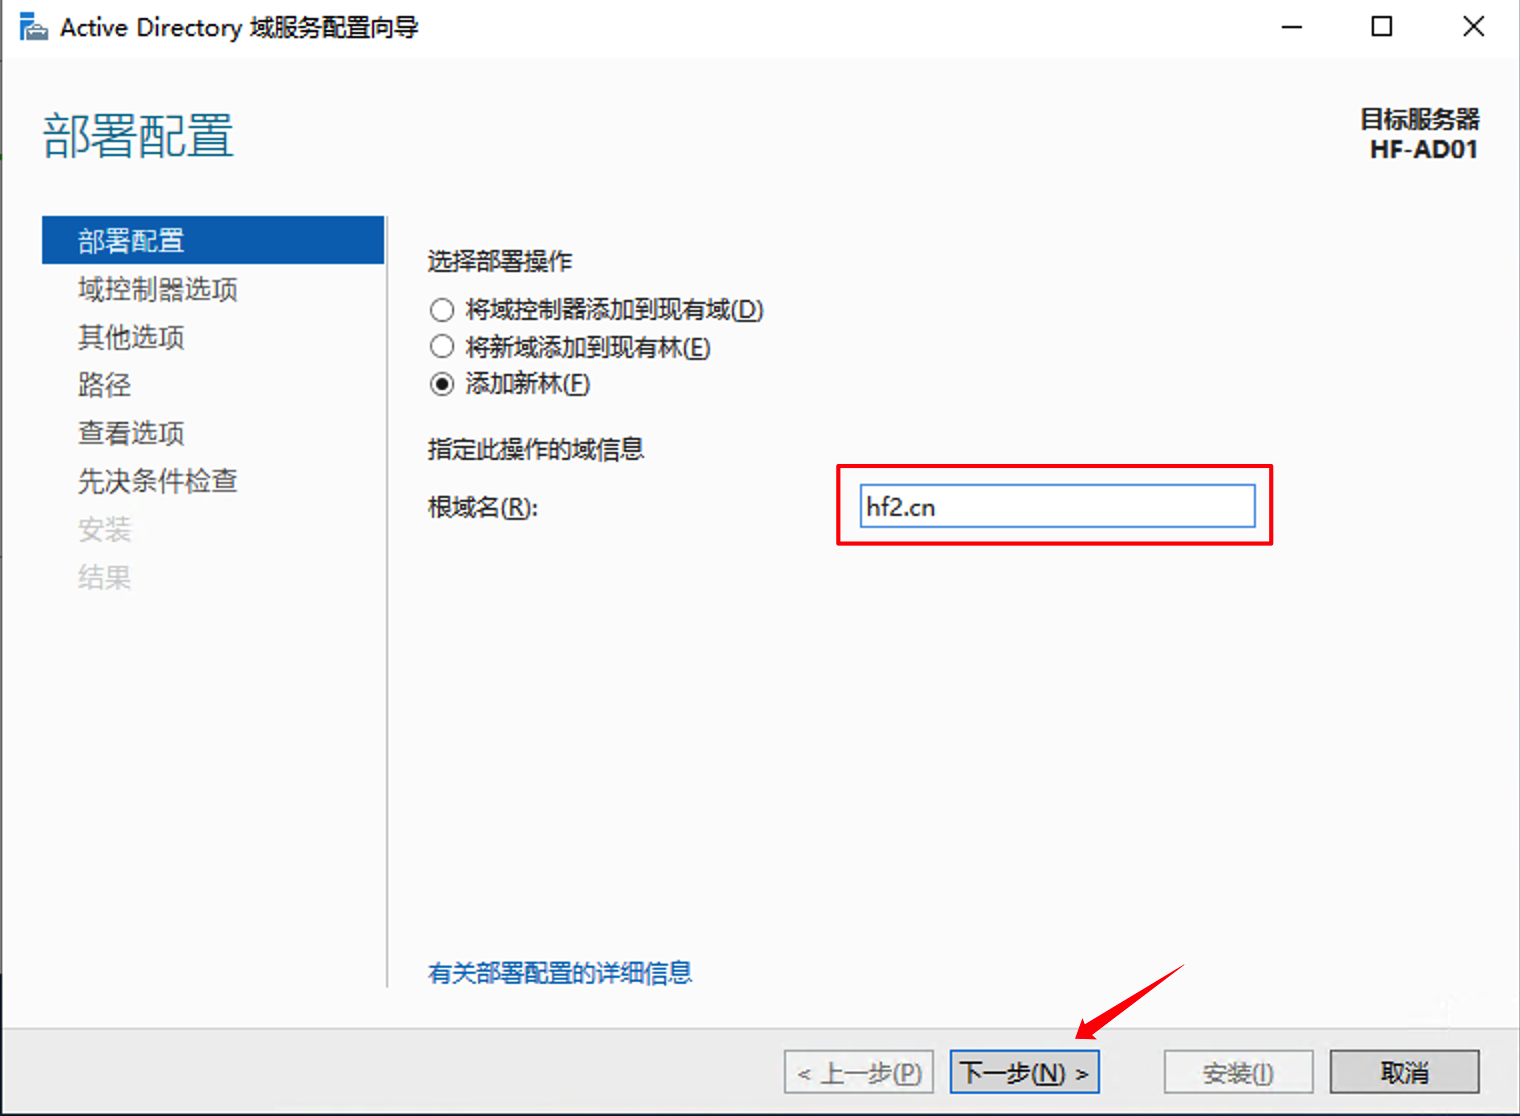 Active Directory 域服务配置向导
部署配置
目标服务器
HF-AD01
部署配置
域控制器选项
其他选项
路径
查看选项
先决条件检查
安装
结果
选择部署操作
将域控制器添加到现有域(D)
将新域添加到现有林(E)
添加新林(F)
指定此操作的域信息
根域名(R):
hf2.cn
有关部署配置的详细信息
< 上一步(P)
下一步(N) >
安装(I)
取消